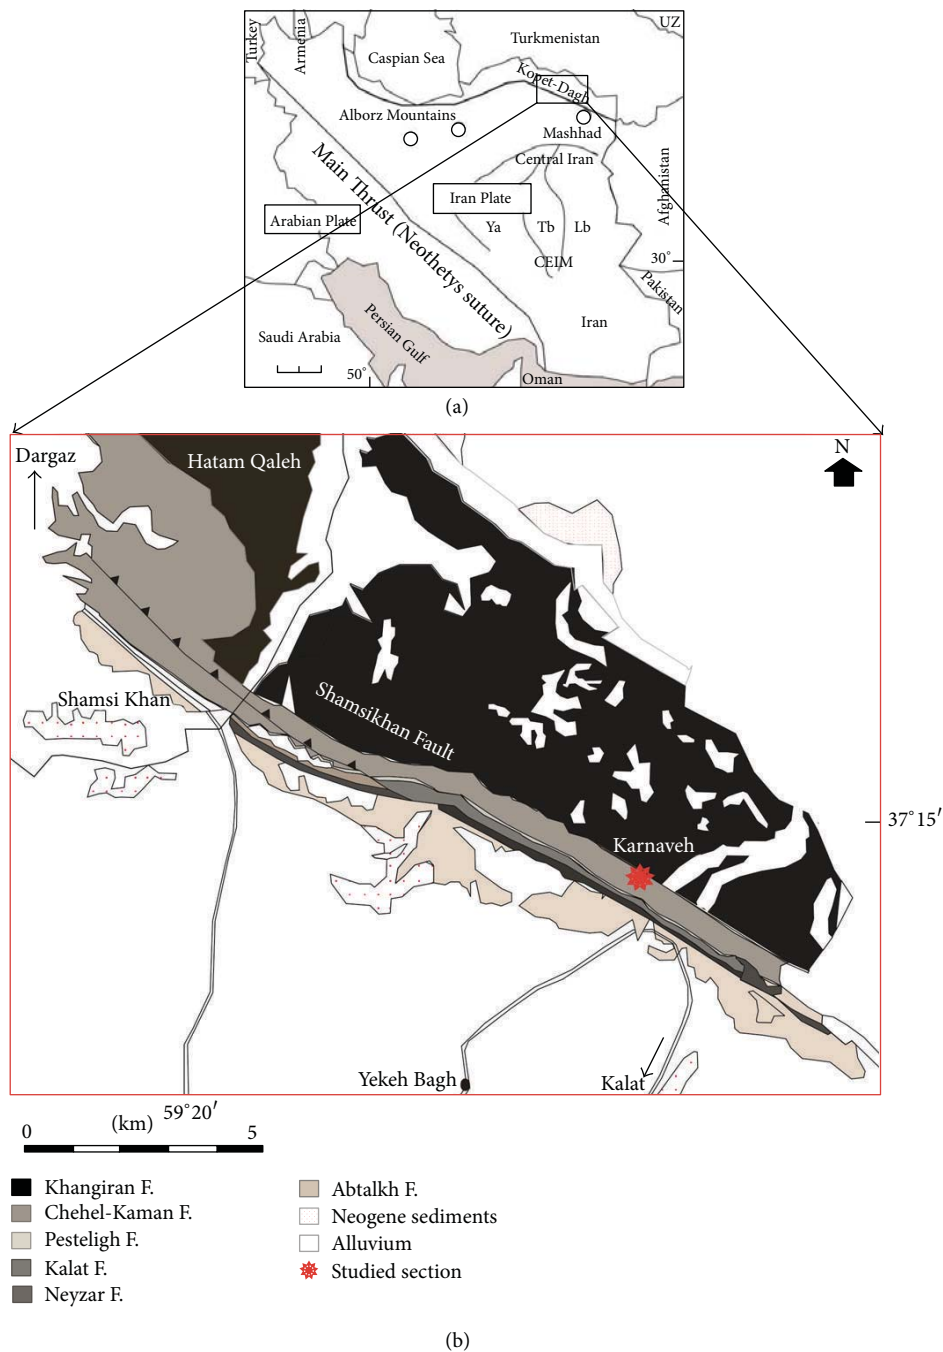 UZ
Turkey
Armenia
Caspian Sea
Turkmenistan
Kopet-Dagh
Alborz Mountains
Mashhad
Central Iran
Afghanistan
Main Thrust (Neothetys suture)
Iran Plate
Arabian Plate
Ya
Tb
Lb
CEIM
30°
Pakistan
Persian Gulf
Iran
Saudi Arabia
50°
Oman
(a)
Dargaz
Hatam Qaleh
N
Shamsi Khan
Shamsikhan Fault
37°15′
Karnaveh
Yekeh Bagh
Kalat
59°20′
(km)
0
5
Khangiran F.
Chehel-Kaman F.
Pesteligh F.
Kalat F.
Neyzar F.
Abtalkh F.
Neogene sediments
Alluvium
Studied section
(b)